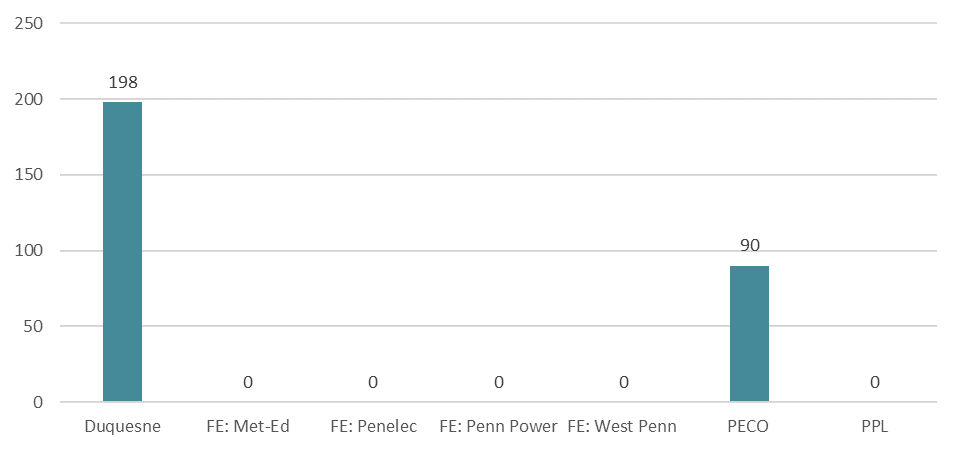 250
200
150
100
50
0
198
0
0
0
0
90
0
Duquesne
FE: Met-Ed
FE: Penelec
FE: Penn Power
FE: West Penn
PECO
PPL